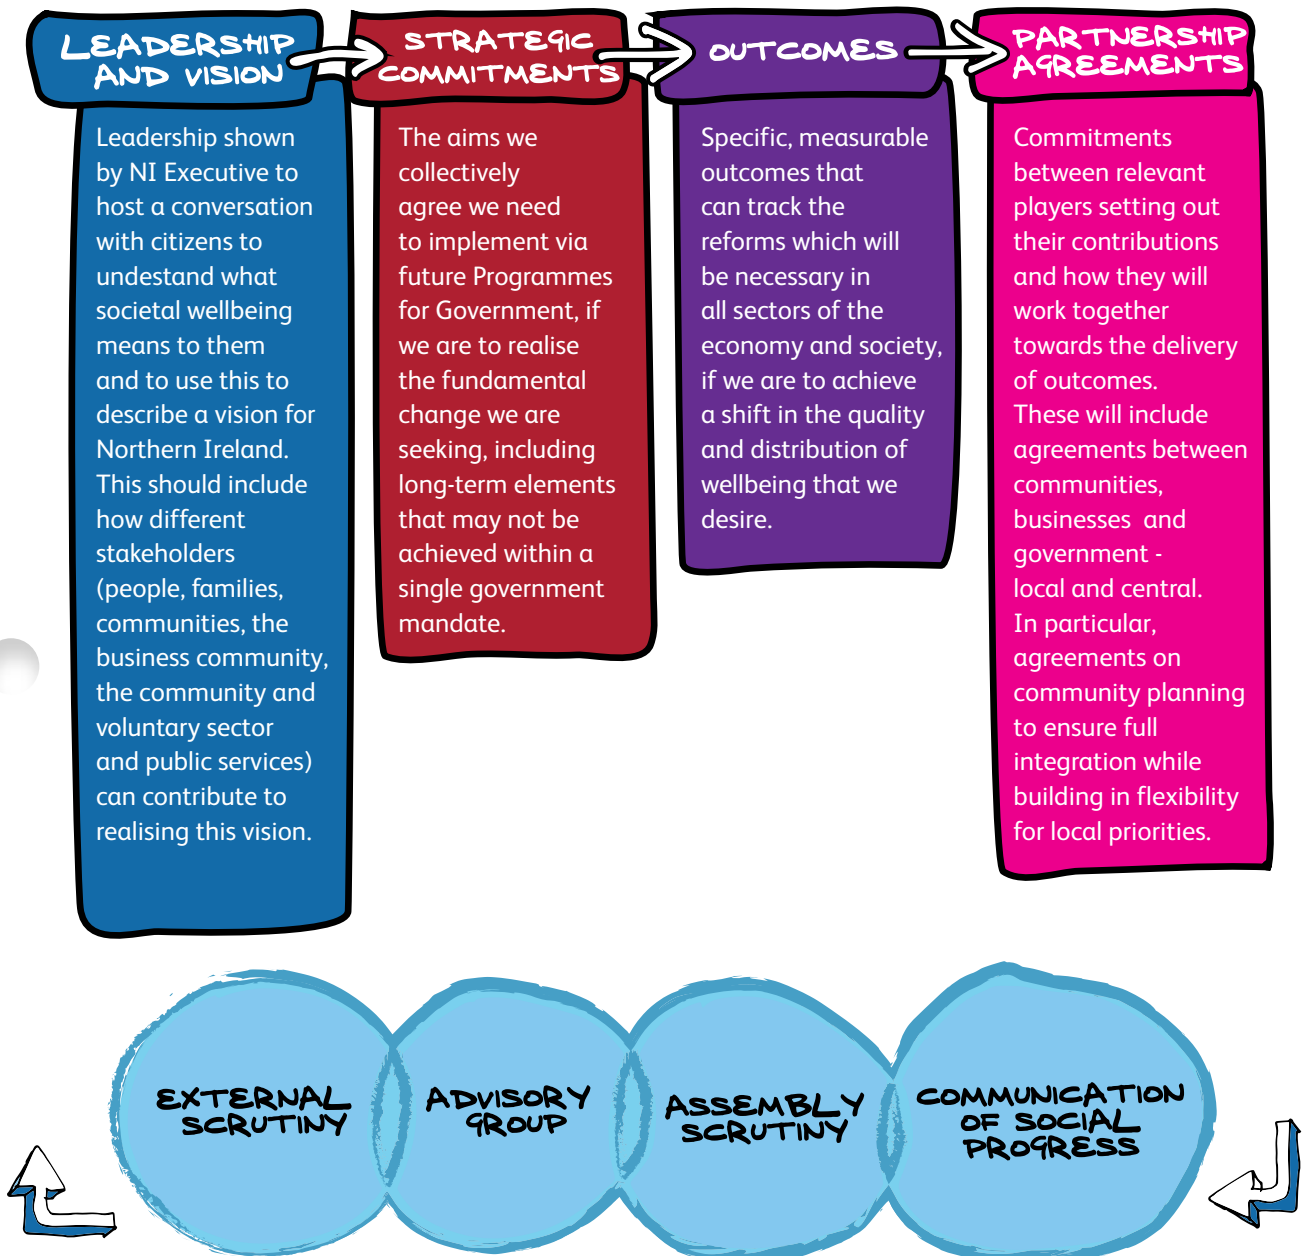 LEADERSHIP
AND VISION
Leadership shown
by NI Executive to
host a conversation
with citizens to
undestand what
societal wellbeing
means to them
and to use this to
describe a vision for
Northern Ireland.
This should include
how different
stakeholders
(people, families,
communities, the
business community,
the community and
voluntary sector
and public services)
can contribute to
realising this vision.
STRATEGIC
COMMITMENTS
The aims we
collectively
agree we need
to implement via
future Programmes
for Government, if
we are to realise
the fundamental
change we are
seeking, including
long-term elements
that may not be
achieved within a
single government
mandate.
OUTCOMES
Specific, measurable
outcomes that
can track the
reforms which will
be necessary in
all sectors of the
economy and society,
if we are to achieve
a shift in the quality
and distribution of
wellbeing that we
desire.
PARTNERSHIP
AGREEMENTS
Commitments
between relevant
players setting out
their contributions
and how they will
work together
towards the delivery
of outcomes.
These will include
agreements between
communities,
businesses  and
government -
local and central.
In particular,
agreements on
community planning
to ensure full
integration while
building in flexibility
for local priorities.
EXTERNAL
SCRUTINY
ADVISORY
GROUP
ASSEMBLY
SCRUTINY
COMMUNICATION
OF SOCIAL
PROGRESS